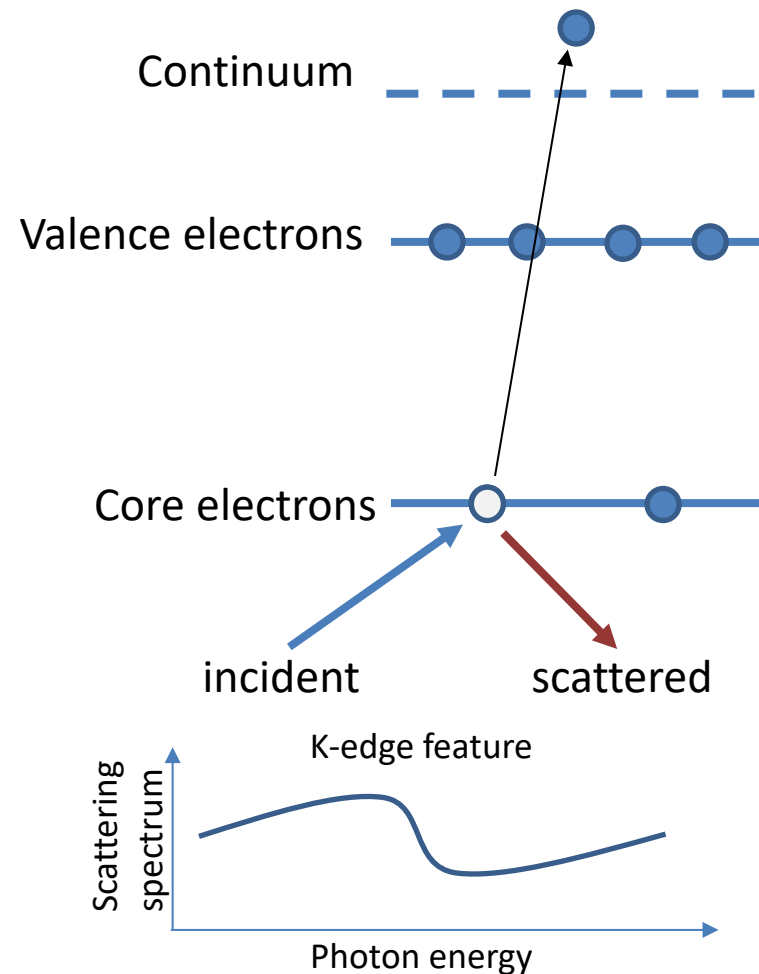 Continuum
Valence electrons
Core electrons
incident
scattered
K-edge feature
Scattering
spectrum
Photon energy